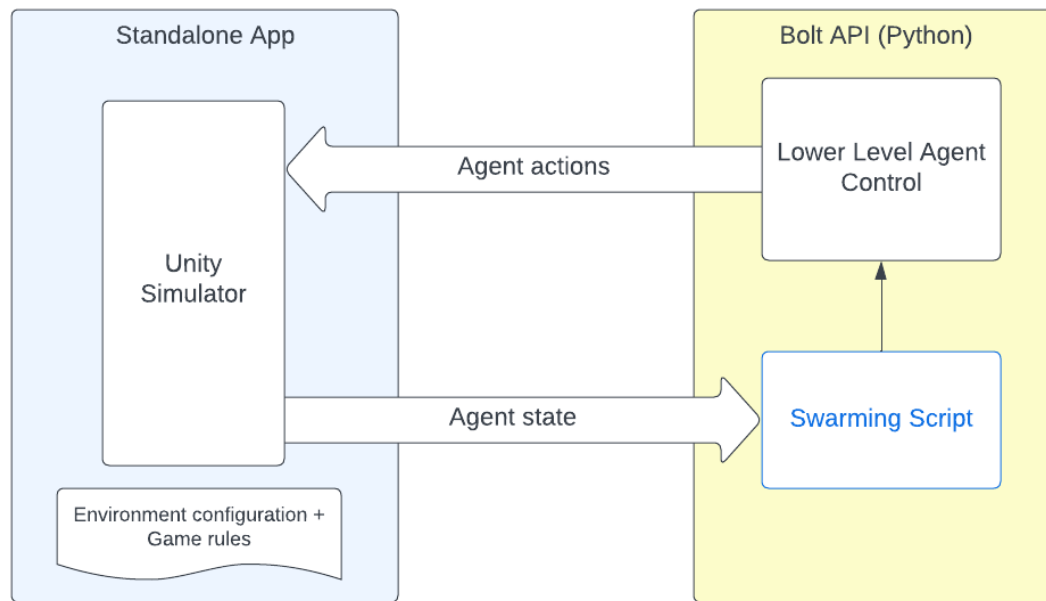 Standalone App
Bolt API (Python)
Lower Level Agent
Control
Agent actions
Unity
Simulator
Agent state
Swarming Script
Environment configuration +
Game rules